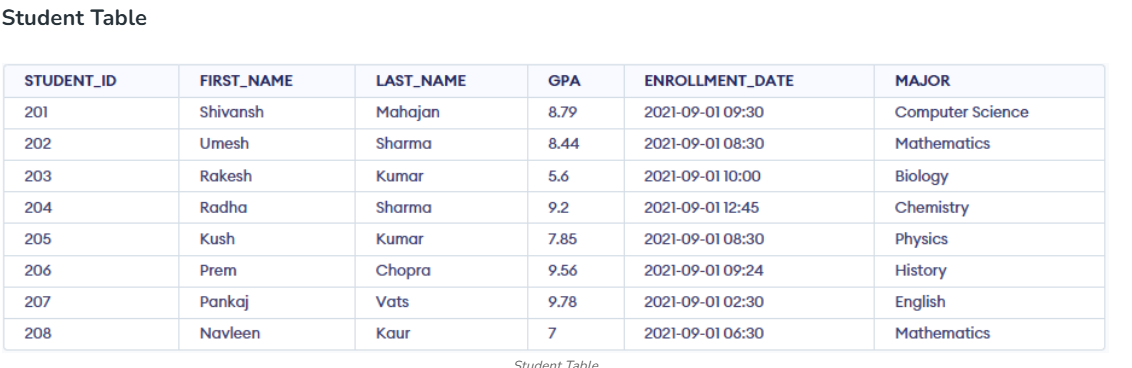 Student Table
STUDENT_ID FIRST_NAME LAST_NAME GPA ENROLLMENT_DATE MAJOR
201 Shivansh Mahajan 8.79 2021-09-01 09:30 Computer Science
202 Umesh Sharma 8.44 2021-09-01 08:30 Mathematics
203 Rakesh Kumar 5.6 2021-09-01 10:00 Biology
204 Radha Sharma 9.2 2021-09-01 12:45 Chemistry
205 Kush Kumar 7.85 2021-09-01 08:30 Physics
206 Prem Chopra 9.56 2021-09-01 09:24 History
207 Pankaj Vats 9.78 2021-09-01 02:30 English
208 Navleen Kaur 7 2021-09-01 06:30 Mathematics
Student Table